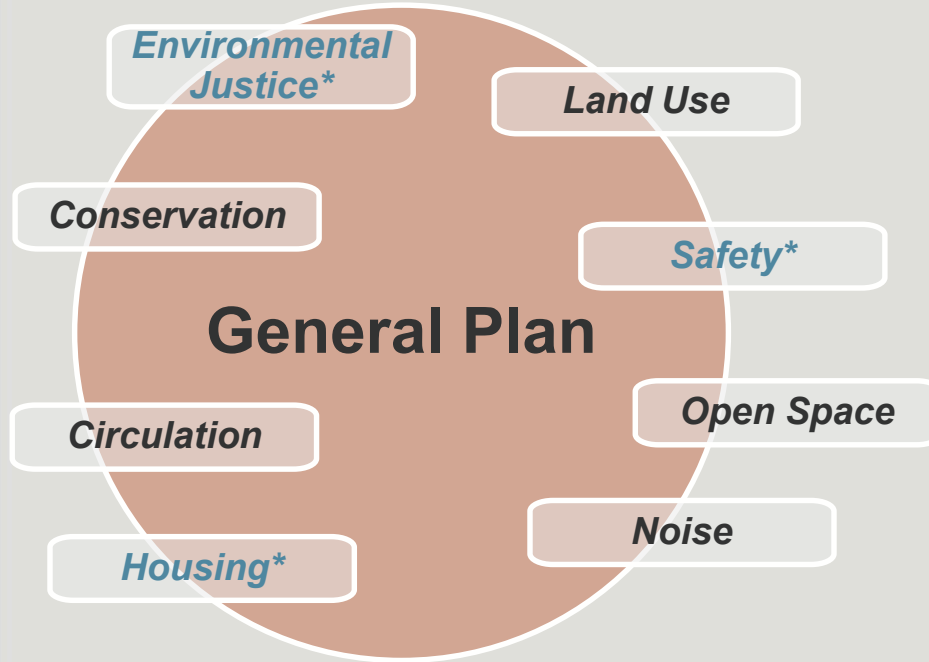 Environmental
Justice*
Land Use
Conservation
Safety*
General Plan
Open Space
Circulation
Noise
Housing*